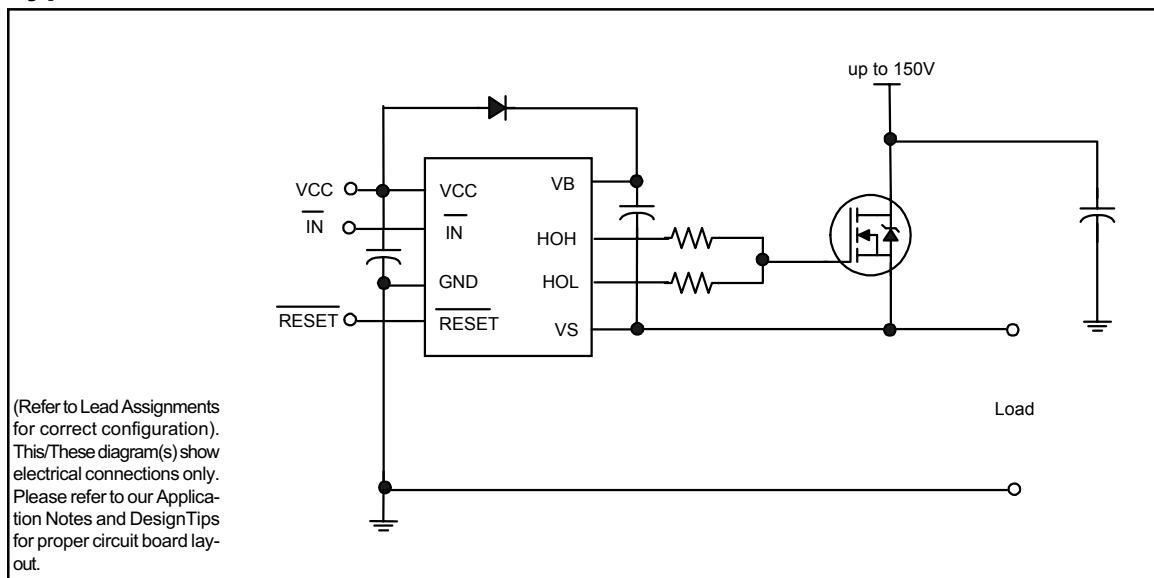 up to 150V
VCC
IN
RESET
VCC
IN
GND
RESET
VB
HOH
HOL
VS
Load
(Refer to Lead Assignments
for correct configuration).
This/These diagram(s) show
electrical connections only.
Please refer to our Applica-
tion Notes and DesignTips
for proper circuit board lay-
out.